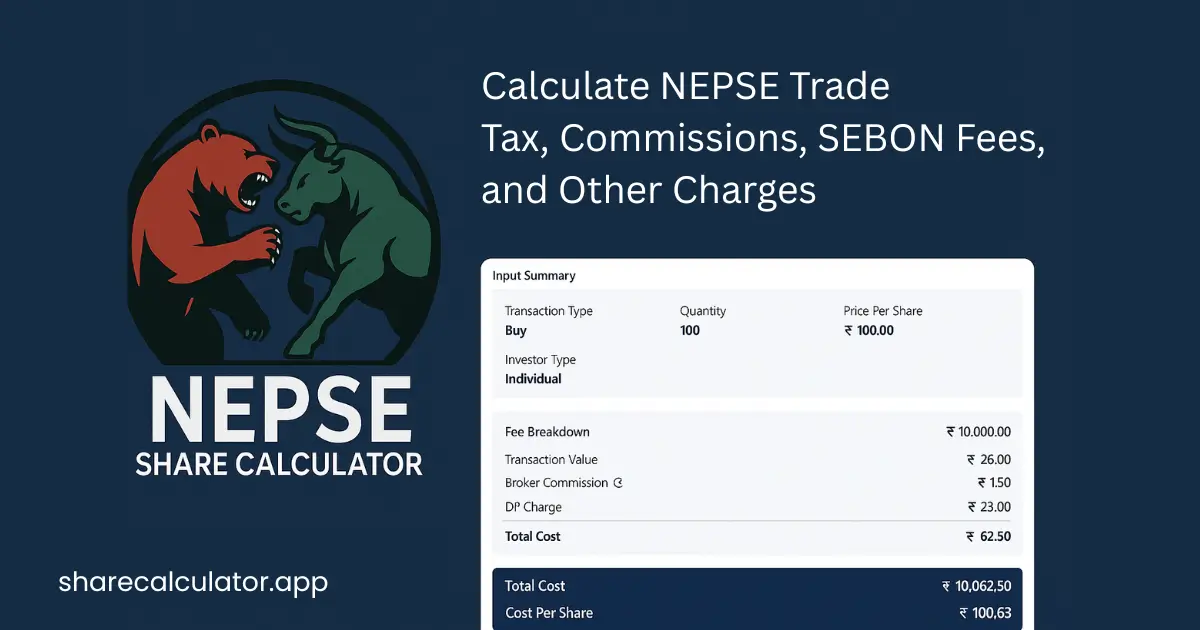 Calculate NEPSE Trade
Tax, Commissions, SEBON Fees,
and Other Charges
NEPSE
SHARE CALCULATOR
sharecalculator.app
Input Summary
Transaction Type Quantity Price Per Share
Buy 100 ₹ 100.00
Investor Type
Individual
Fee Breakdown ₹ 10.000.00
Transaction Value ₹ 26.00
Broker Commission ₹ 1.50
DP Charge ₹ 23.00
Total Cost ₹ 62.50
Total Cost ₹ 10,062,50
Cost Per Share ₹ 100,63